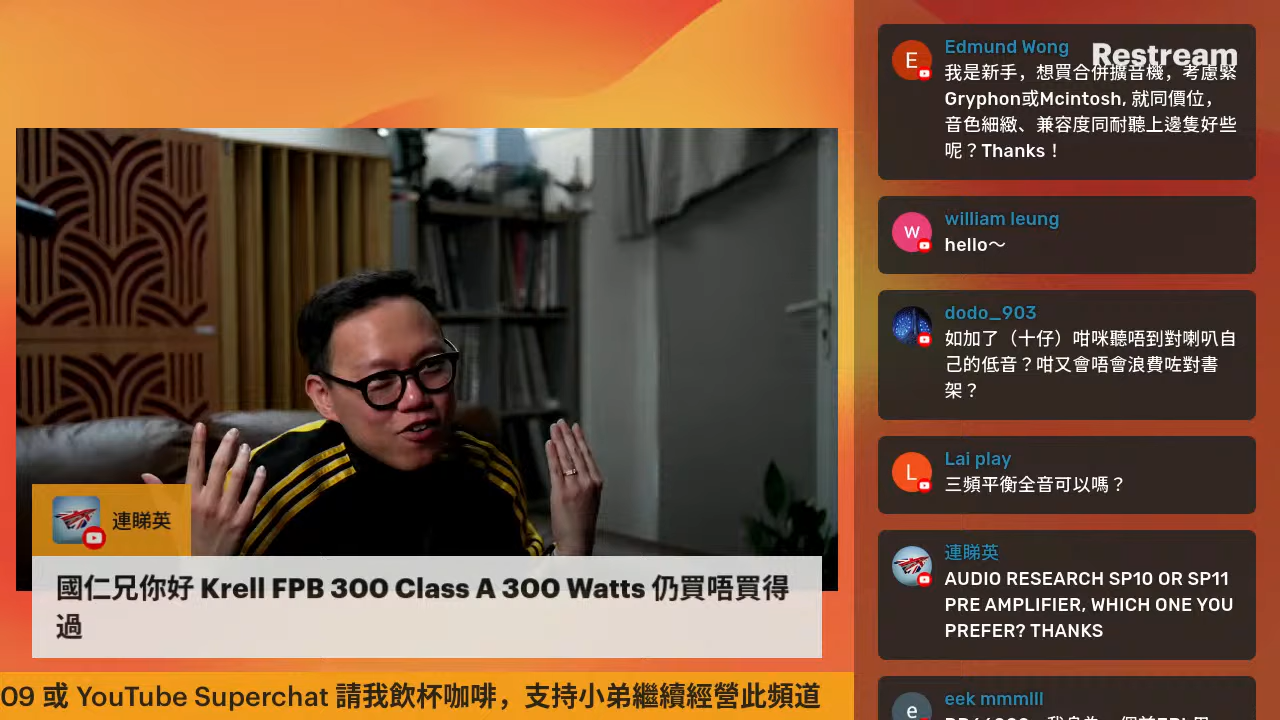 Restream
Edmund Wong
我是新手，想買合併擴音機，考慮緊
Gryphon或Mcintosh, 就同價位，
音色細緻、兼容度同耐聽上邊隻好些
呢？Thanks！
william leung
hello～
dodo_903
如加了（十仔）咁咪聽唔到對喇叭自
己的低音？咁又會唔會浪費咗對書
架？
Lai play
三頻平衡全音可以嗎？
連睇英
AUDIO RESEARCH SP10 OR SP11
PRE AMPLIFIER, WHICH ONE YOU
PREFER? THANKS
eek mmmlll
連睇英
國仁兄你好 Krell FPB 300 Class A 300 Watts 仍買唔買得
過
09 或 YouTube Superchat 請我飲杯咖啡，支持小弟繼續經營此頻道